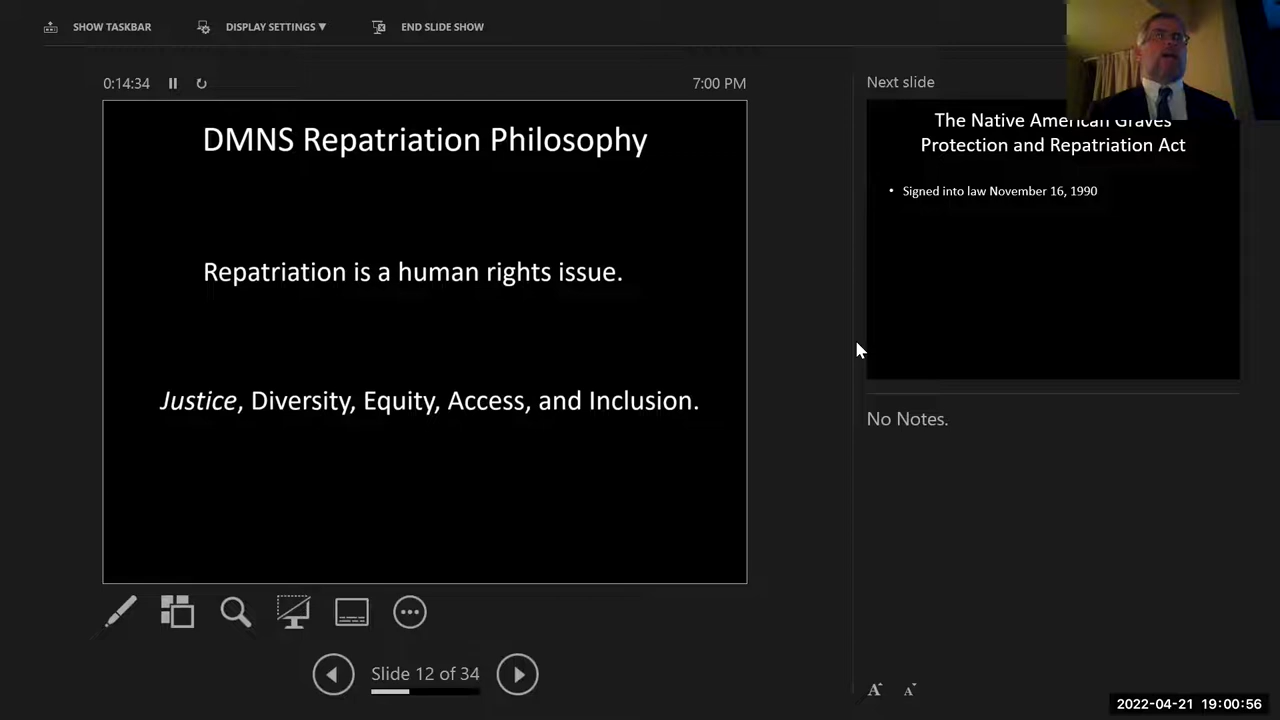 SHOW TASKBAR DISPLAY SETTINGS ▼ END SLIDE SHOW
0:14:34 7:00 PM
DMNS Repatriation Philosophy
Repatriation is a human rights issue.
Justice, Diversity, Equity, Access, and Inclusion.
Slide 12 of 34
Next slide
The Native American Graves
Protection and Repatriation Act
• Signed into law November 16, 1990
No Notes.
A A
2022-04-21 19:00:56